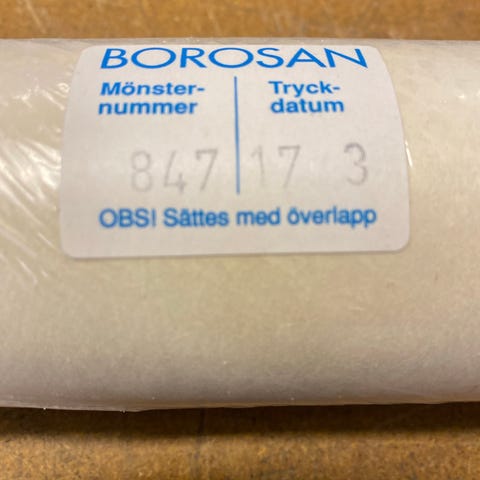 BOROSAN
Mönster-
nummer
Tryck-
datum
847
17 3
OBS! Sättes med överlapp